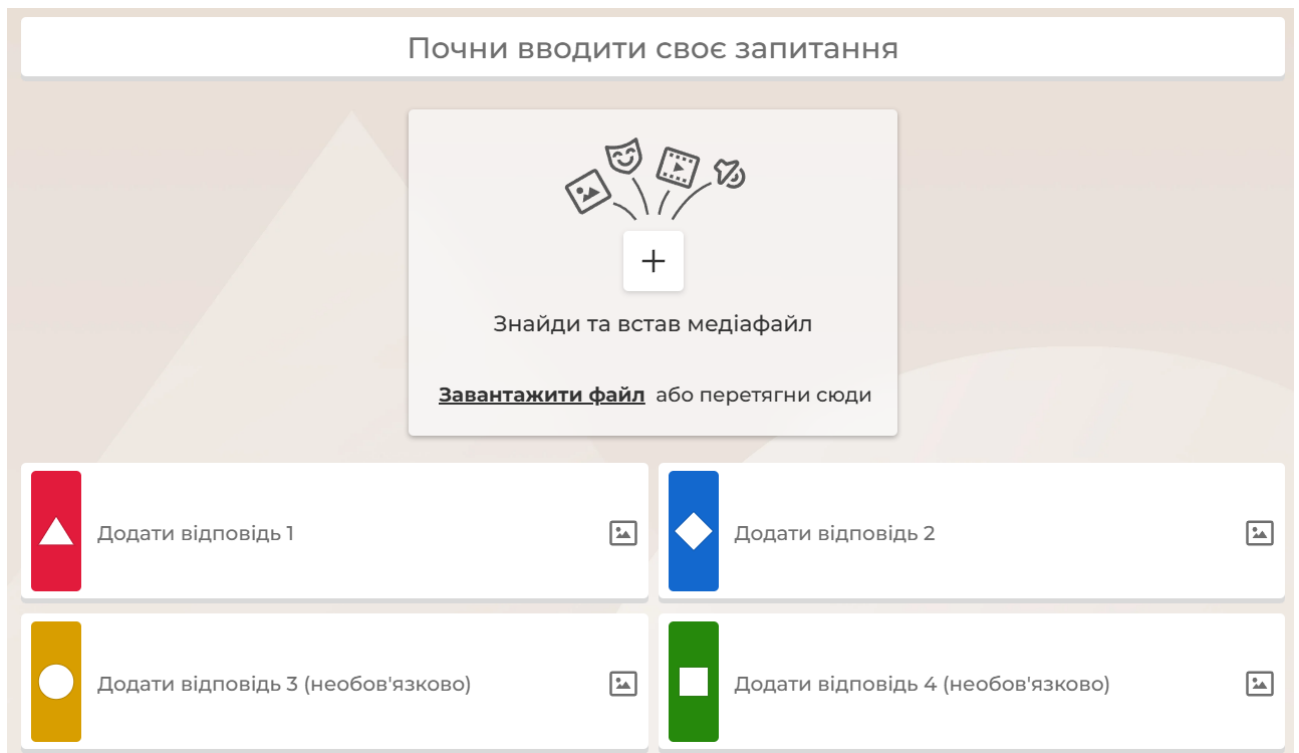 Почни вводити своє запитання
Знайди та встав медіафайл
Завантажити файл або перетягни сюди
Додати відповідь 1
Додати відповідь 2
Додати відповідь 3 (необов'язково)
Додати відповідь 4 (необов'язково)